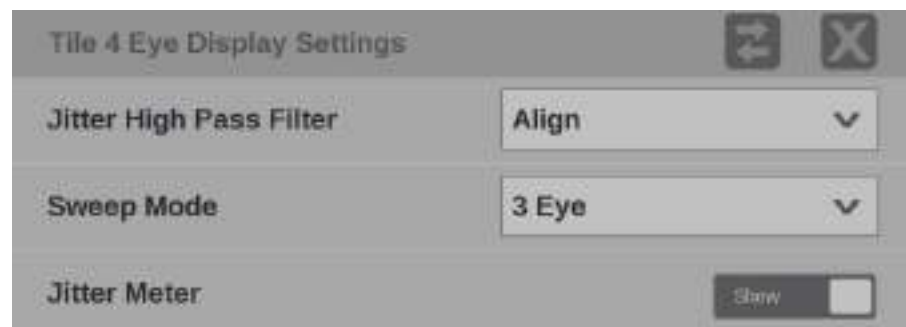 Tile 4 Eye Display Settings
Jitter High Pass Filter Align
Sweep Mode 3 Eye
Jitter Meter Show